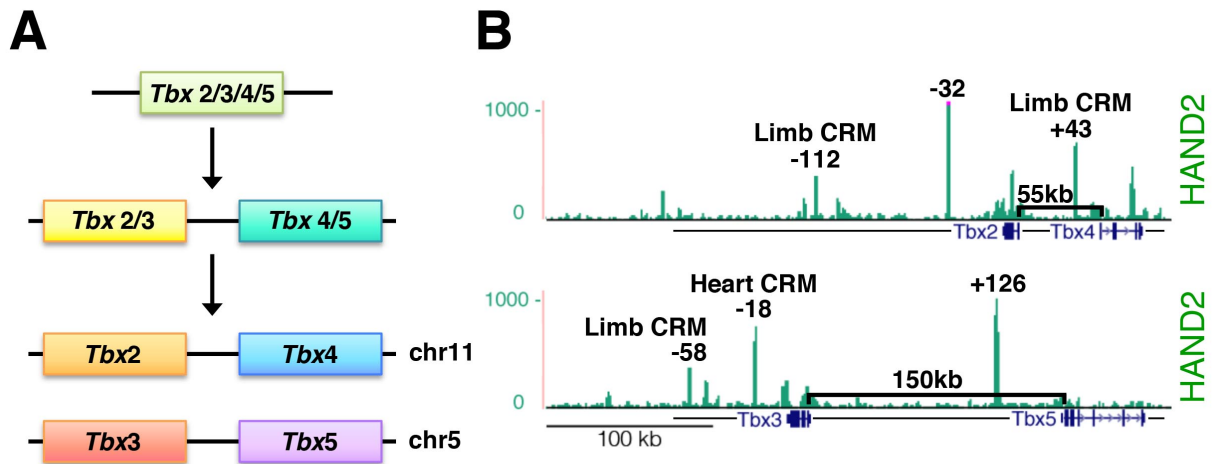 A
Tbx 2/3/4/5
Tbx 2/3
Tbx 4/5
Tbx2
Tbx4
chr11
Tbx3
Tbx5
chr5
B
-32
1000 -
Limb CRM
-112
Limb CRM
+43
55kb
0
Tbx2
Tbx4
HAND2
1000 -
Heart CRM
-18
+126
Limb CRM
-58
150kb
0
Tbx3
Tbx5
100 kb
HAND2